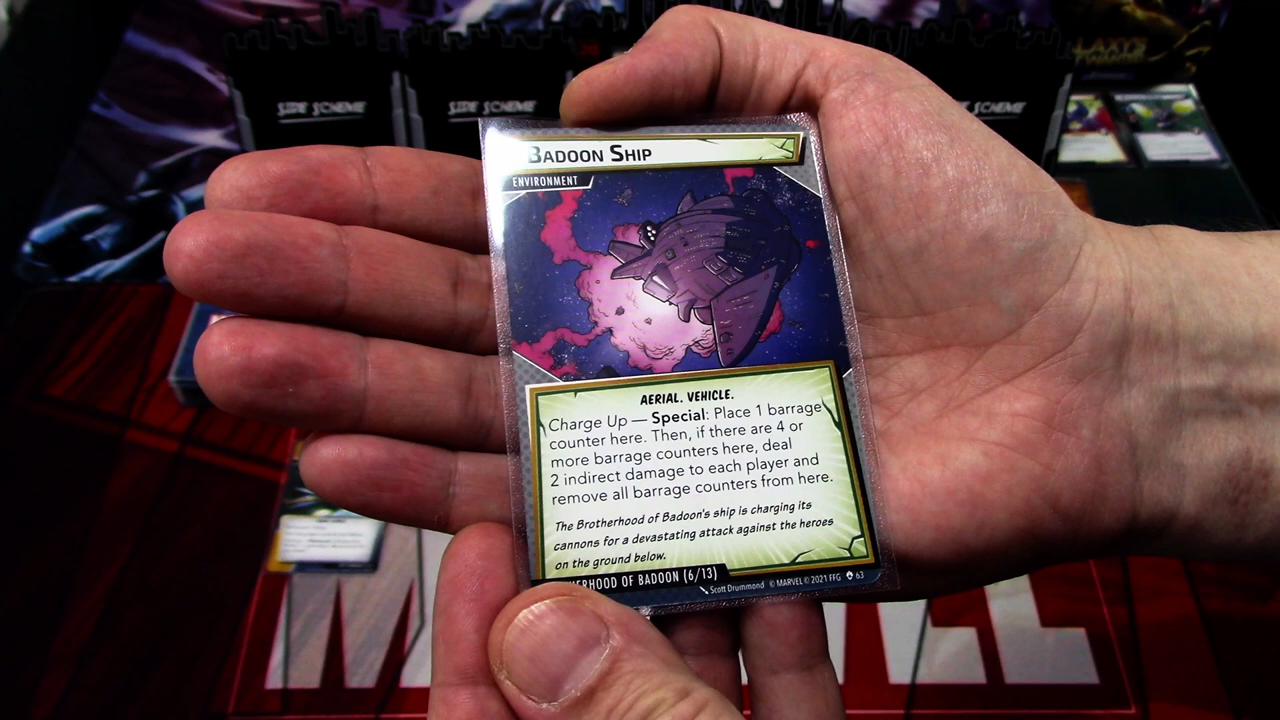 SIDE SCHEME
SIDE SCHEME
SCHEME
BADOON SHIP
ENVIRONMENT
AERIAL. VEHICLE.
Charge Up — Special: Place 1 barrage
counter here. Then, if there are 4 or
more barrage counters here, deal
2 indirect damage to each player and
remove all barrage counters from here.
The Brotherhood of Badoon's ship is charging its
cannons for a devastating attack against the heroes
on the ground below.
ERHOOD OF BADOON (6/13)
Scott Drummond © MARVEL © 2021 FFG 63